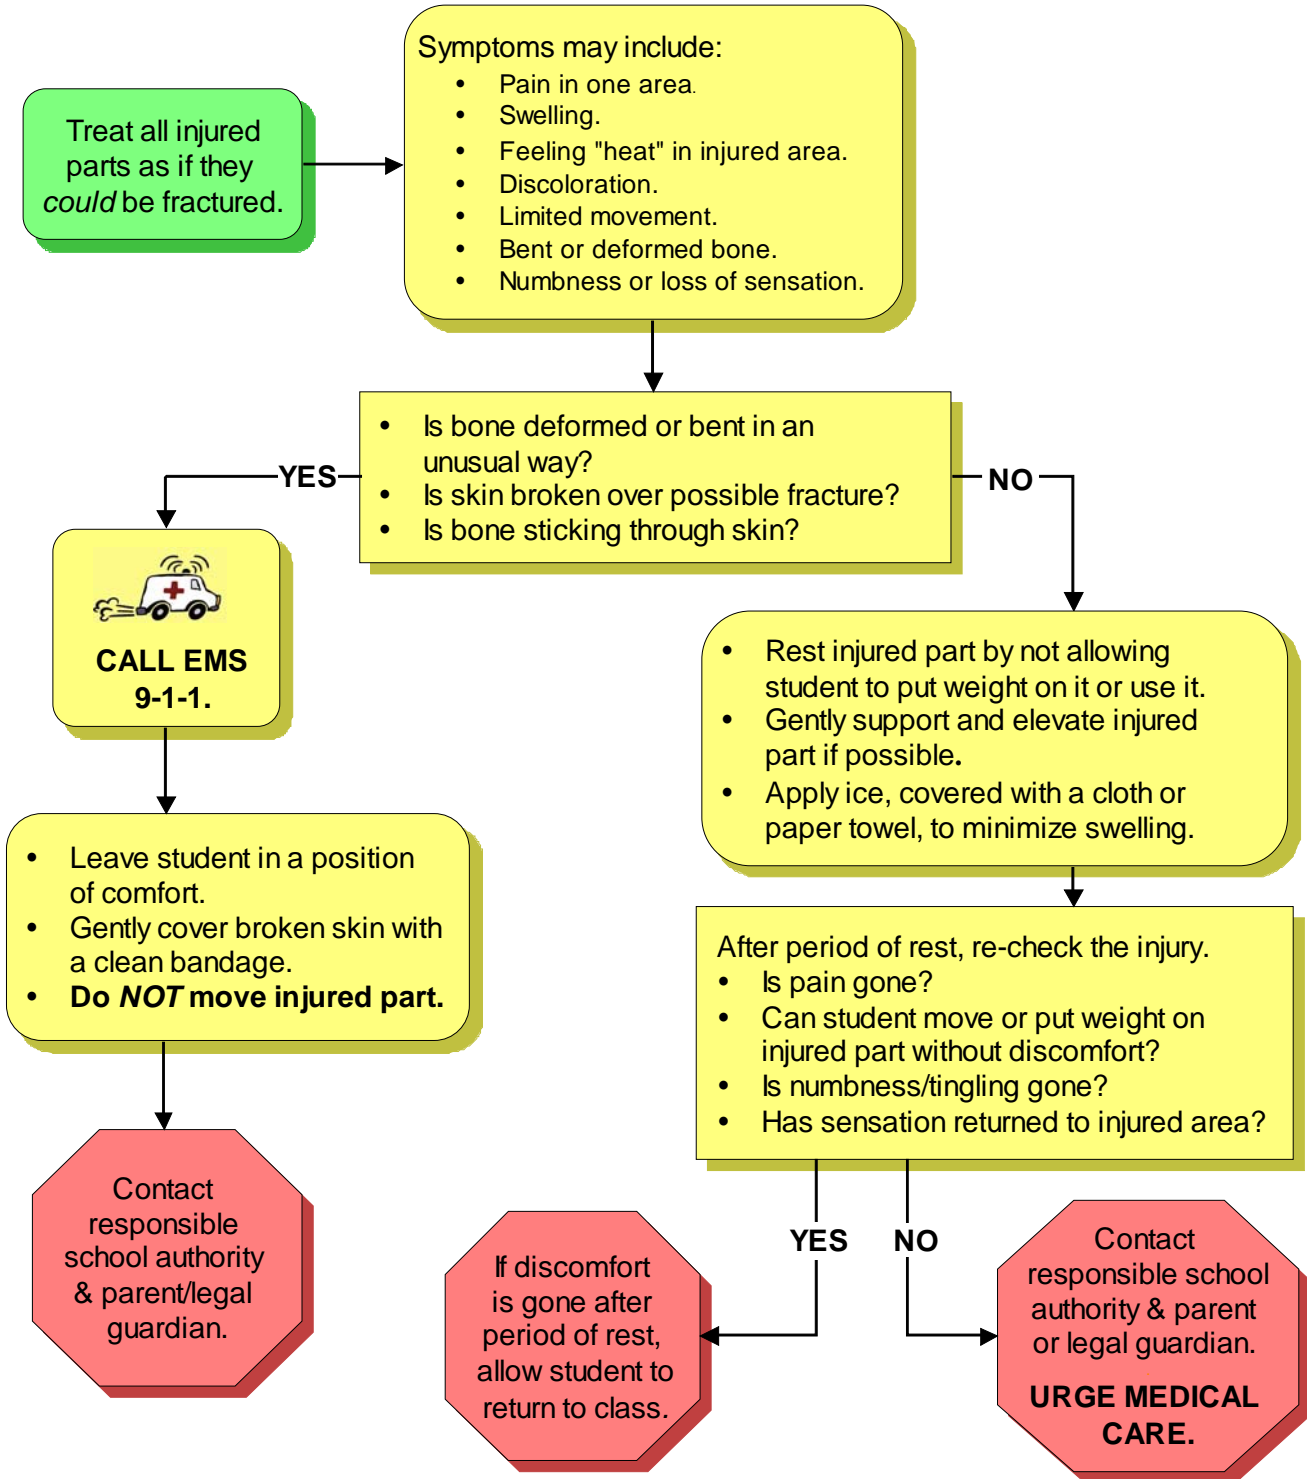 Treat all injured
parts as if they
could be fractured.
Symptoms may include:
• Pain in one area.
• Swelling.
• Feeling "heat" in injured area.
• Discoloration.
• Limited movement.
• Bent or deformed bone.
• Numbness or loss of sensation.
• Is bone deformed or bent in an
unusual way?
• Is skin broken over possible fracture?
• Is bone sticking through skin?
YES
NO
CALL EMS
9-1-1.
• Leave student in a position
of comfort.
• Gently cover broken skin with
a clean bandage.
• Do NOT move injured part.
Contact
responsible
school authority
& parent/legal
guardian.
• Rest injured part by not allowing
student to put weight on it or use it.
• Gently support and elevate injured
part if possible.
• Apply ice, covered with a cloth or
paper towel, to minimize swelling.
After period of rest, re-check the injury.
• Is pain gone?
• Can student move or put weight on
injured part without discomfort?
• Is numbness/tingling gone?
• Has sensation returned to injured area?
YES
NO
If discomfort
is gone after
period of rest,
allow student to
return to class.
Contact
responsible school
authority & parent
or legal guardian.
URGE MEDICAL
CARE.